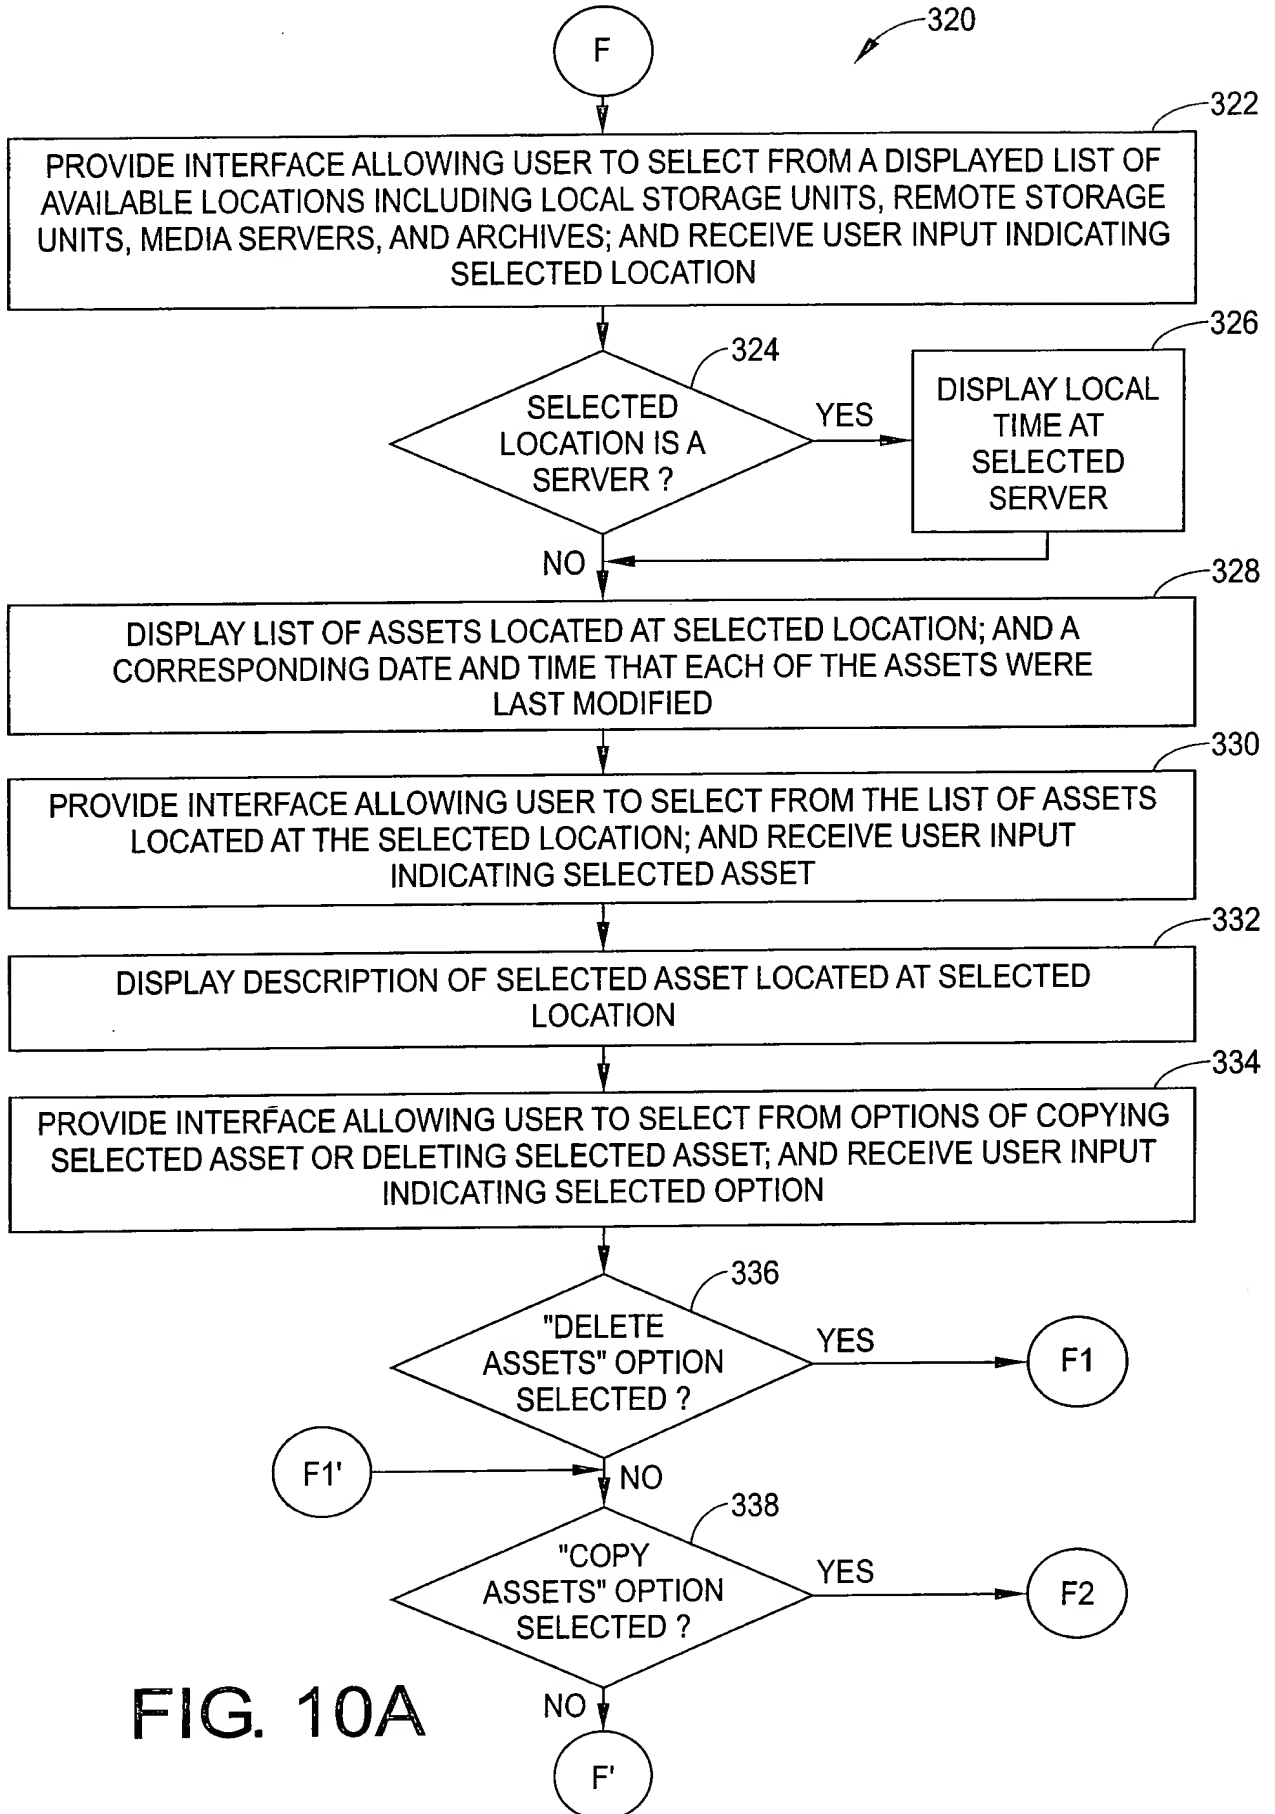 F
320
322
PROVIDE INTERFACE ALLOWING USER TO SELECT FROM A DISPLAYED LIST OF
AVAILABLE LOCATIONS INCLUDING LOCAL STORAGE UNITS, REMOTE STORAGE
UNITS, MEDIA SERVERS, AND ARCHIVES; AND RECEIVE USER INPUT INDICATING
SELECTED LOCATION
324
SELECTED
LOCATION IS A
SERVER ?
YES
326
DISPLAY LOCAL
TIME AT
SELECTED
SERVER
NO
328
DISPLAY LIST OF ASSETS LOCATED AT SELECTED LOCATION; AND A
CORRESPONDING DATE AND TIME THAT EACH OF THE ASSETS WERE
LAST MODIFIED
330
PROVIDE INTERFACE ALLOWING USER TO SELECT FROM THE LIST OF ASSETS
LOCATED AT THE SELECTED LOCATION; AND RECEIVE USER INPUT
INDICATING SELECTED ASSET
332
DISPLAY DESCRIPTION OF SELECTED ASSET LOCATED AT SELECTED
LOCATION
334
PROVIDE INTERFACE ALLOWING USER TO SELECT FROM OPTIONS OF COPYING
SELECTED ASSET OR DELETING SELECTED ASSET; AND RECEIVE USER INPUT
INDICATING SELECTED OPTION
336
"DELETE
ASSETS" OPTION
SELECTED ?
YES
F1
F1'
NO
338
"COPY
ASSETS" OPTION
SELECTED ?
YES
F2
NO
F'
FIG. 10A